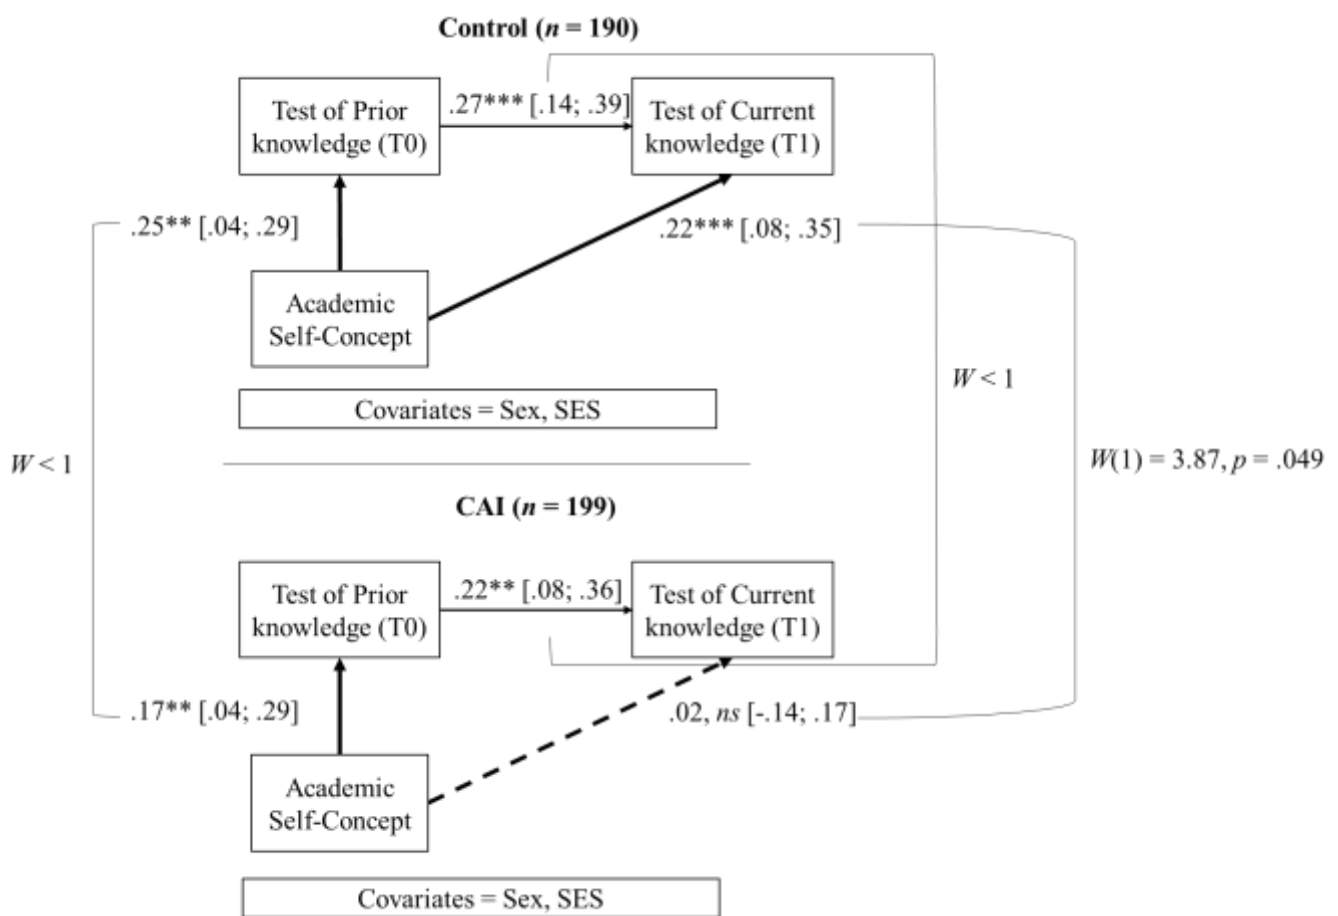 Control (n = 190)
Test of Prior
knowledge (T0)
.27*** [.14; .39]
Test of Current
knowledge (T1)
.25** [.04; .29]
.22*** [.08; .35]
Academic
Self-Concept
Covariates = Sex, SES
W < 1
W < 1
W(1) = 3.87, p = .049
CAI (n = 199)
Test of Prior
knowledge (T0)
.22** [.08; .36]
Test of Current
knowledge (T1)
.17** [.04; .29]
.02, ns [-.14; .17]
Academic
Self-Concept
Covariates = Sex, SES